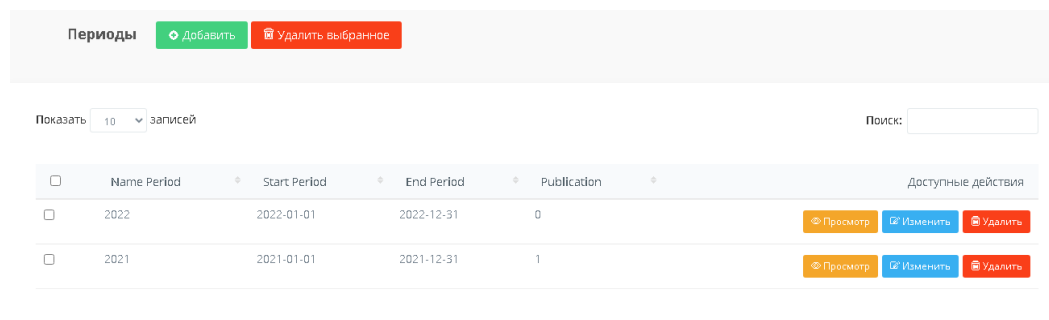 Периоды Добавить Удалить выбранное
Показать 10 записей Поиск:
Name Period Start Period End Period Publication Доступные действия
2022 2022-01-01 2022-12-31 0 Просмотр Изменить Удалить
2021 2021-01-01 2021-12-31 1 Просмотр Изменить Удалить